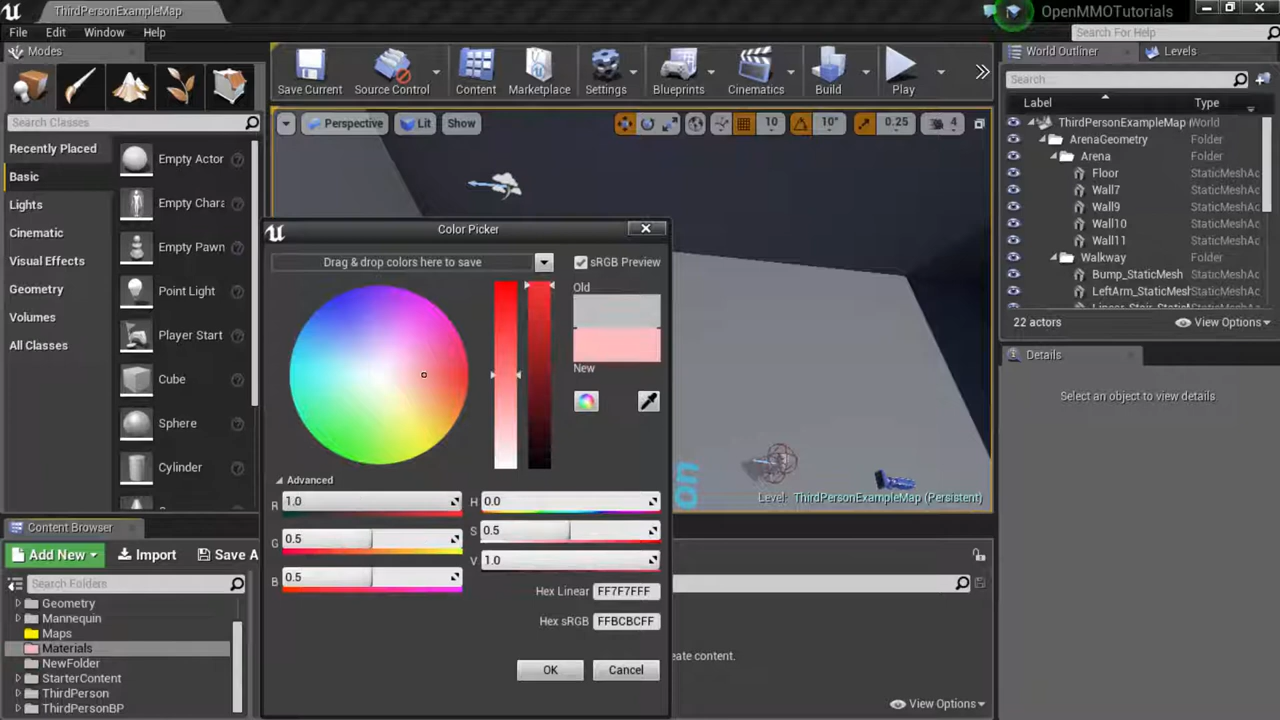 ThirdPersonExampleMap
OpenMMOTutorials
File Edit Window Help
Search For Help
Modes
Search Classes
Recently Placed
Basic
Lights
Cinematic
Visual Effects
Geometry
Volumes
All Classes
Empty Actor
Empty Chara
Empty Pawn
Point Light
Player Start
Cube
Sphere
Cylinder
Save Current
Source Control
Content
Marketplace
Settings
Blueprints
Cinematics
Build
Play
Perspective
Lit
Show
10
10°
0.25
4
on
Level: ThirdPersonExampleMap (Persistent)
World Outliner
Levels
Search...
Label Type
ThirdPersonExampleMap World
ArenaGeometry Folder
Arena Folder
Floor StaticMeshAc
Wall7 StaticMeshAc
Wall9 StaticMeshAc
Wall10 StaticMeshAc
Wall11 StaticMeshAc
Walkway Folder
Bump_StaticMesh StaticMeshAc
LeftArm_StaticMesh StaticMeshAc
22 actors
View Options
Details
Select an object to view details.
Color Picker
Drag & drop colors here to save
sRGB Preview
Old
New
Advanced
R 1.0
G 0.5
B 0.5
H 0.0
S 0.5
V 1.0
Hex Linear FF7F7FFF
Hex sRGB FFBCBCFF
OK Cancel
Content Browser
Add New Import Save A
Search Folders
Geometry
Mannequin
Maps
Materials
NewFolder
StarterContent
ThirdPerson
ThirdPersonBP
eate content.
View Options